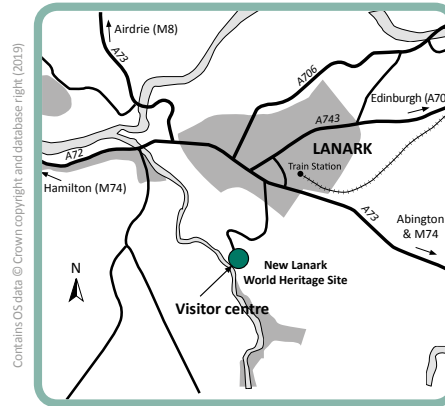 Airdrie (M8)
A73
A706
Edinburgh (A70
A743
LANARK
Train Station
A72
Hamilton (M74)
A73
Abington
& M74
N
New Lanark
World Heritage Site
Visitor centre
Contains OS data © Crown copyright and database right (2019)